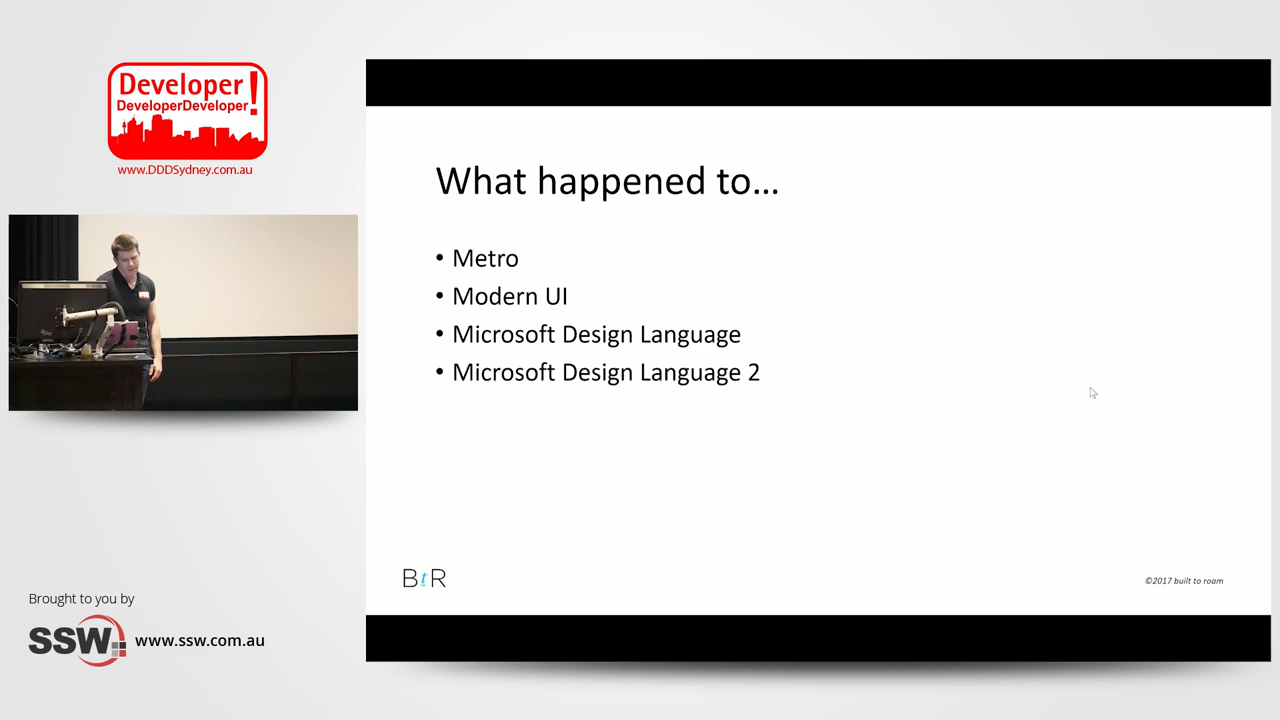 Developer!
DeveloperDeveloper
www.DDDSydney.com.au
What happened to...
• Metro
• Modern UI
• Microsoft Design Language
• Microsoft Design Language 2
BtR
©2017 built to roam
Brought to you by
SSW
www.ssw.com.au